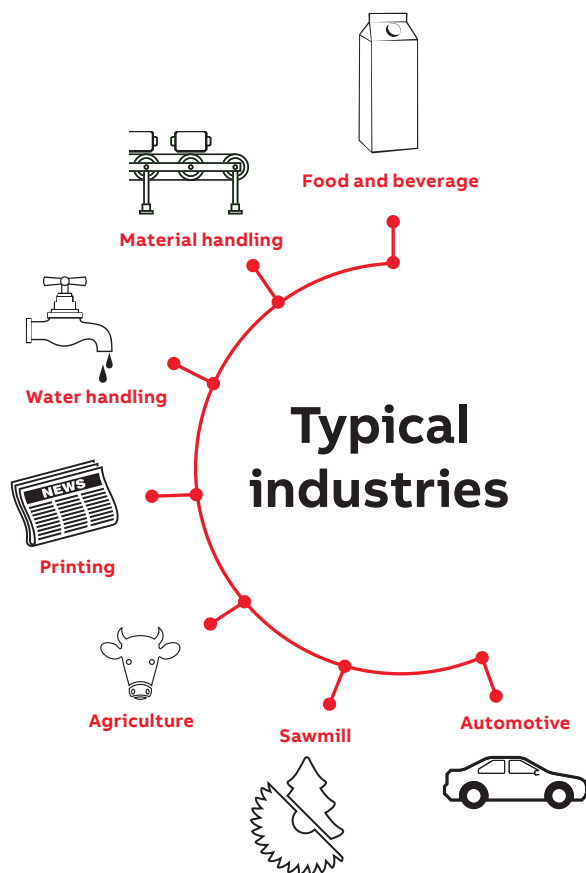 Food and beverage
Material handling
Water handling
Typical
industries
NEWS
Printing
Agriculture
Sawmill
Automotive